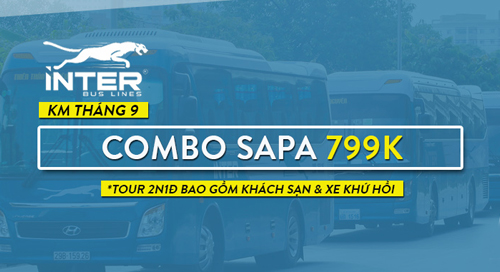 INTER
BUS LINES
KM THÁNG 9
COMBO SAPA 799K
*TOUR 2N1Đ BAO GỒM KHÁCH SẠN & XE KHỨ HỒI